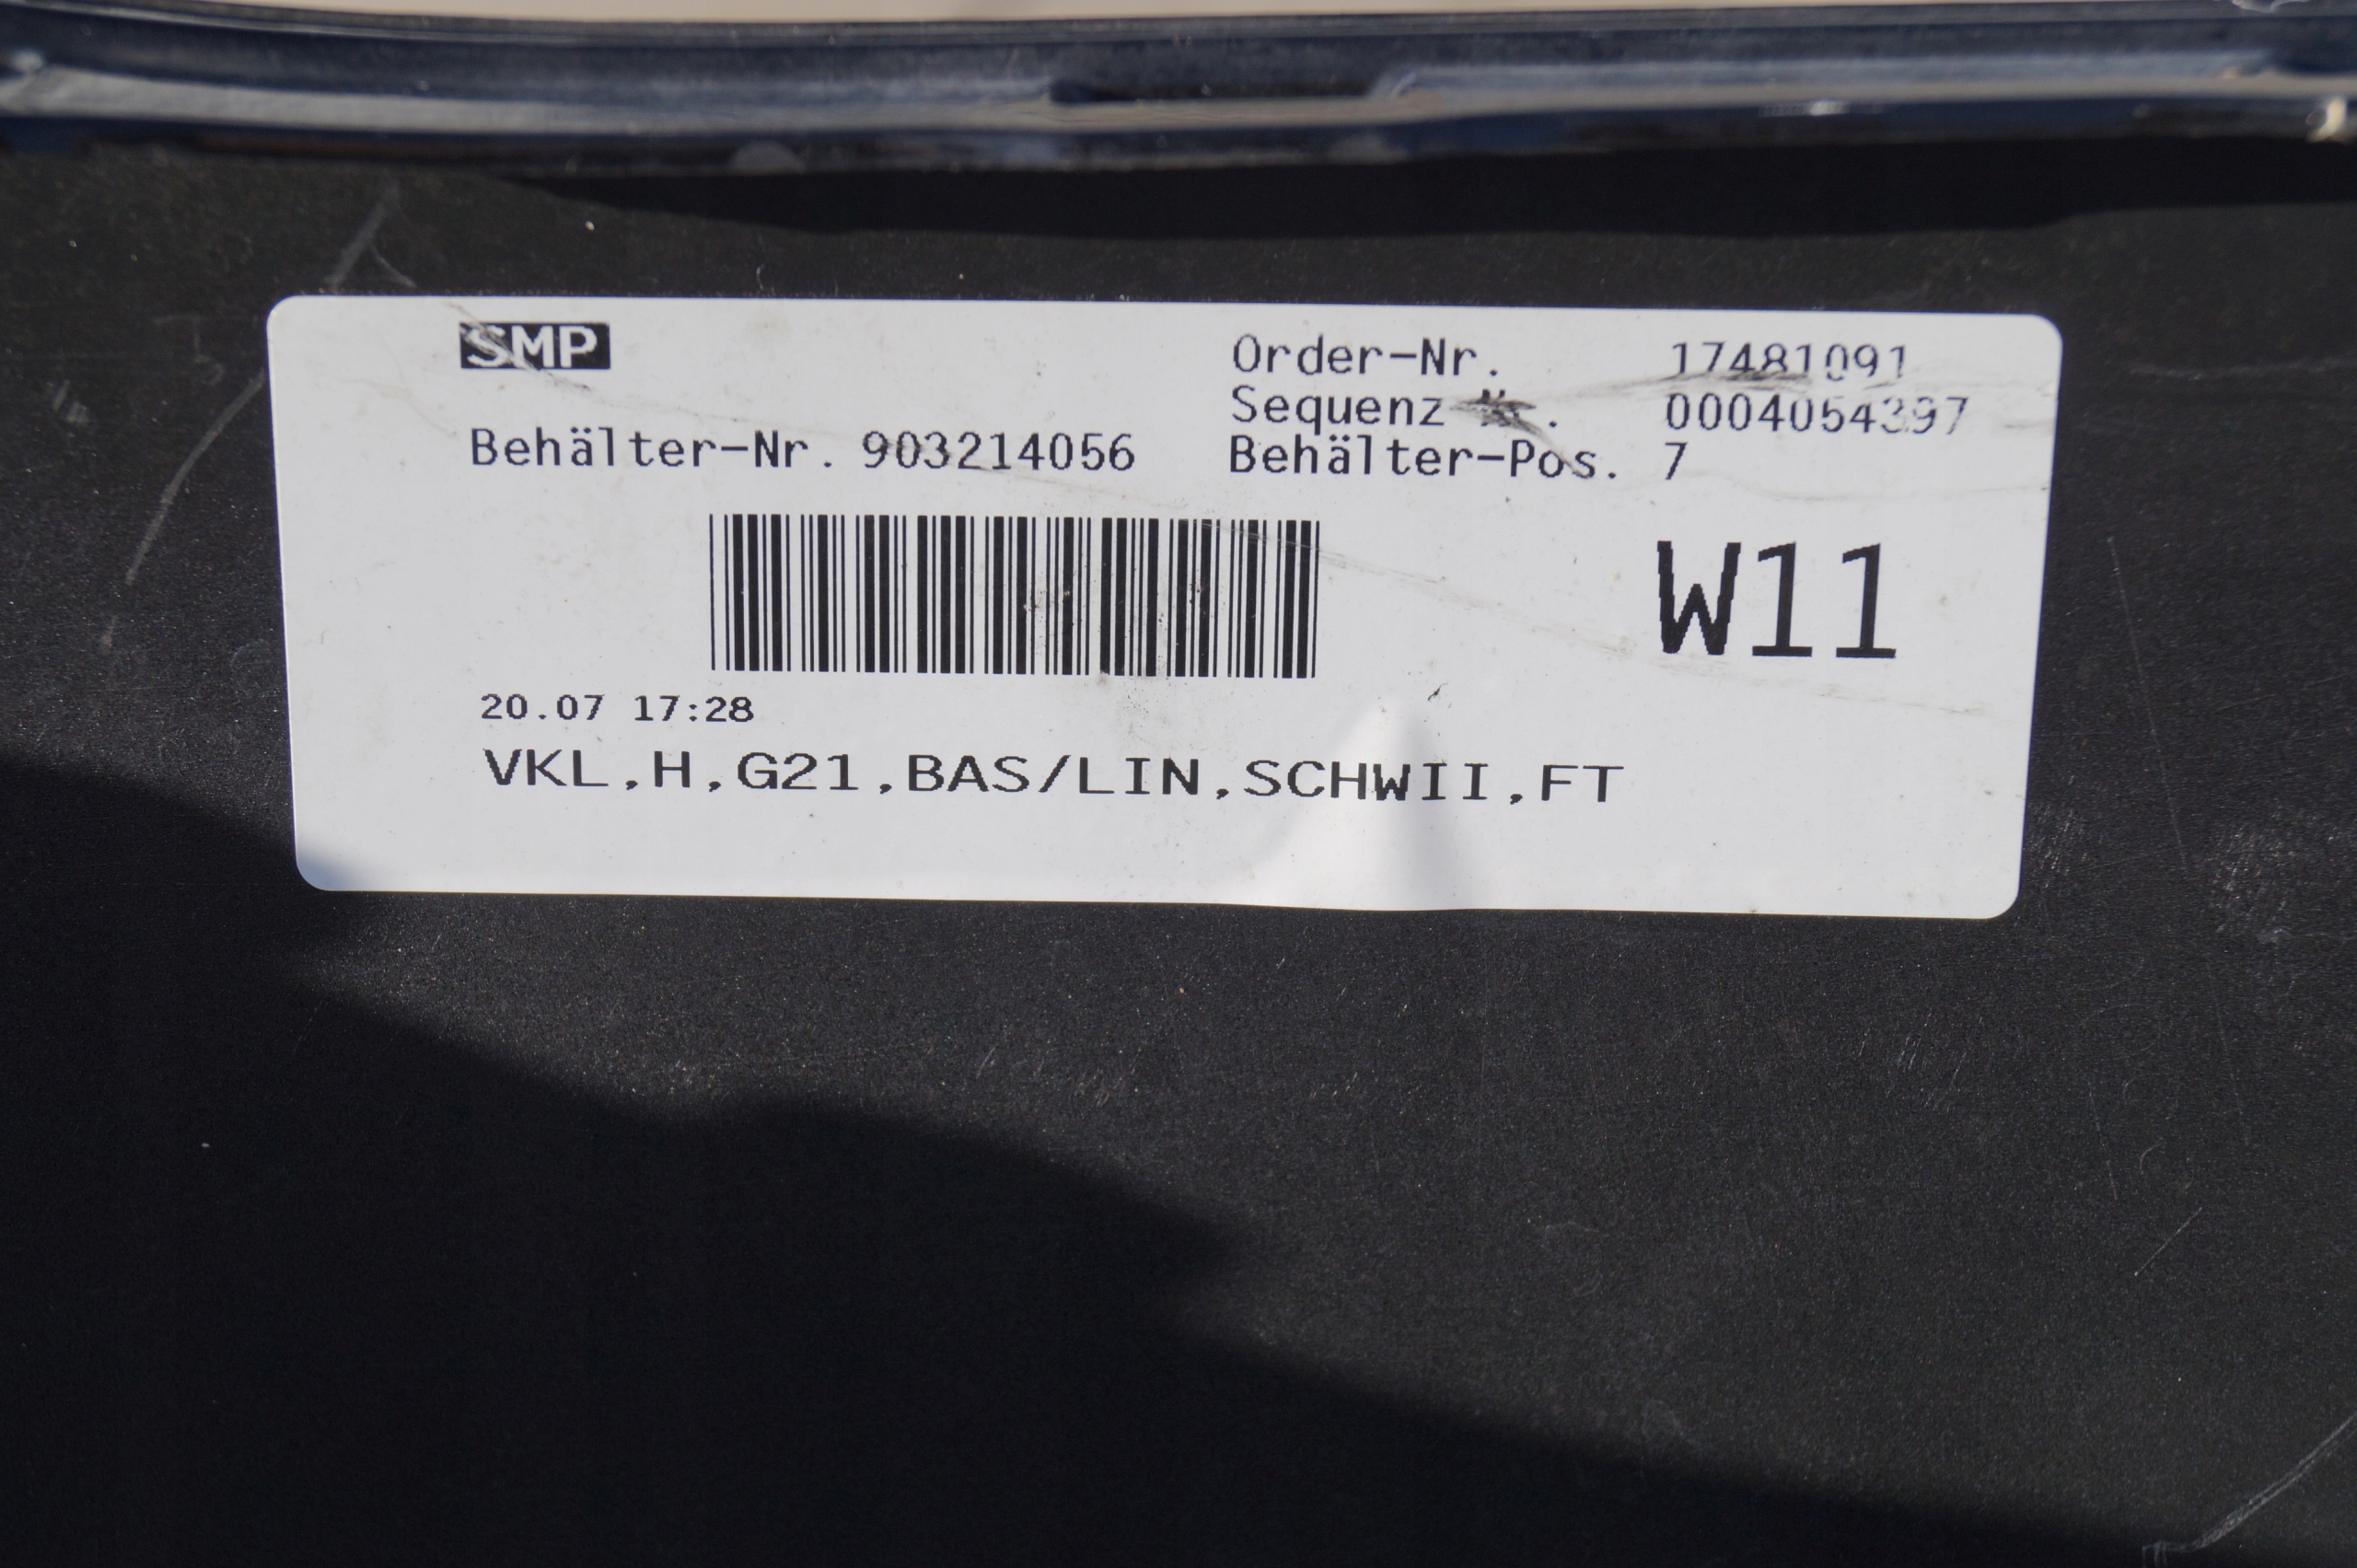 SMP
Order-Nr. 17481091
Sequenz Nr. 0004054397
Behälter-Nr. 903214056
Behälter-Pos. 7
W11
20.07 17:28
VKL,H,G21,BAS/LIN,SCHWII,FT